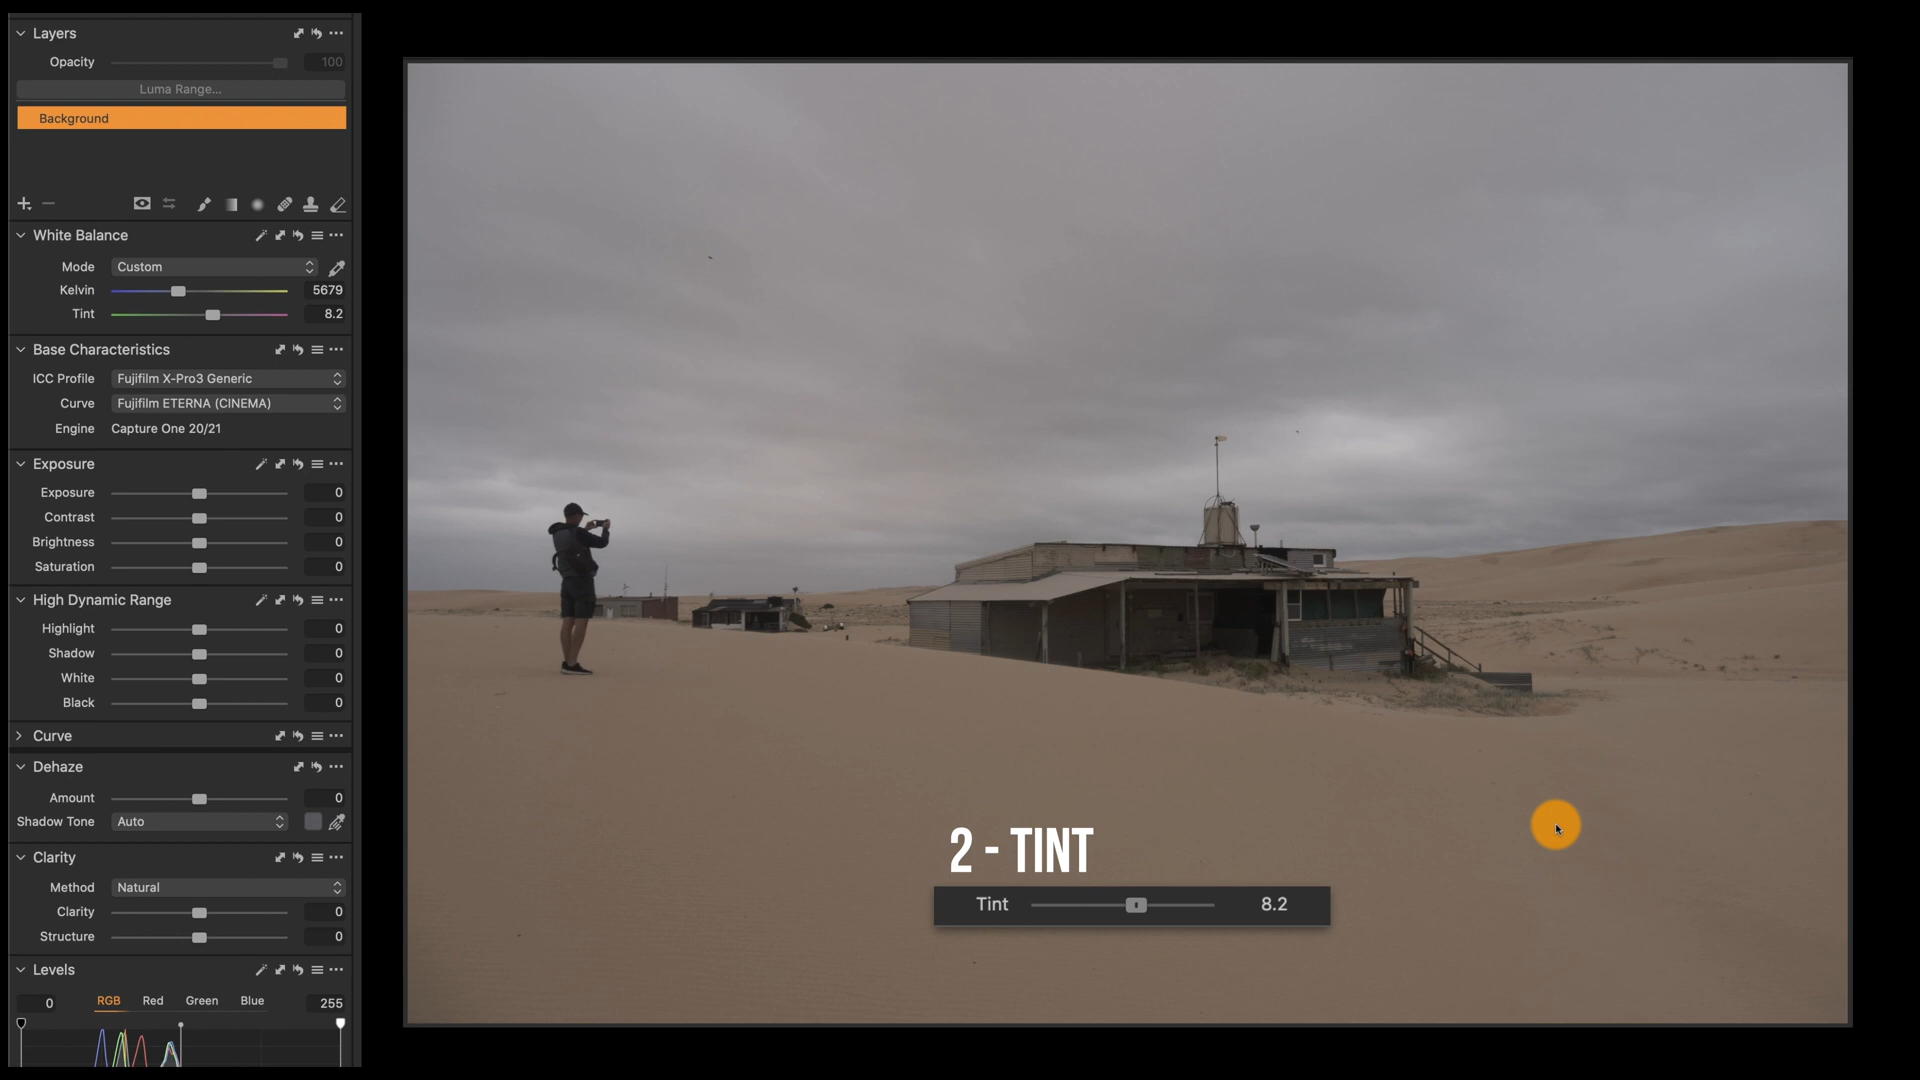 Layers
Opacity 100
Luma Range...
Background
White Balance
Mode Custom
Kelvin 5679
Tint 8.2
Base Characteristics
ICC Profile Fujifilm X-Pro3 Generic
Curve Fujifilm ETERNA (CINEMA)
Engine Capture One 20/21
Exposure
Exposure 0
Contrast 0
Brightness 0
Saturation 0
High Dynamic Range
Highlight 0
Shadow 0
White 0
Black 0
Curve
Dehaze
Amount 0
Shadow Tone Auto
Clarity
Method Natural
Clarity 0
Structure 0
Levels
0 RGB Red Green Blue 255
2 - TINT
Tint 8.2